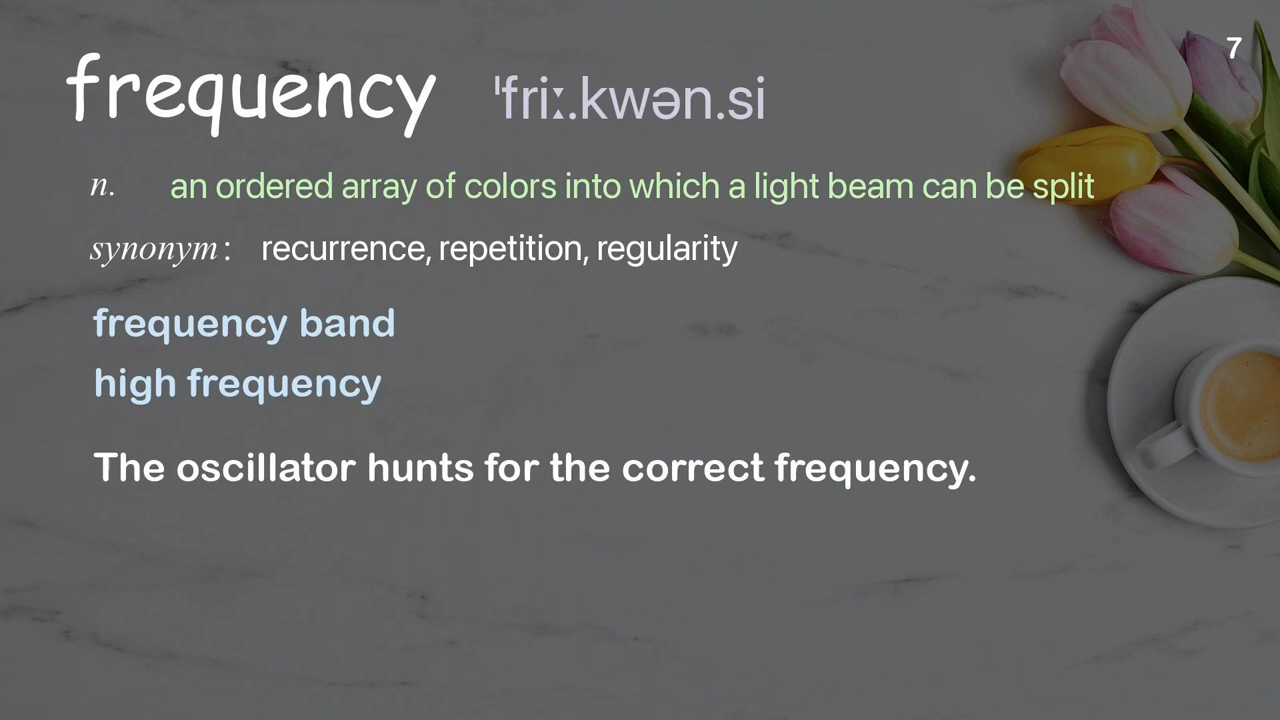 7
frequency ˈfriː.kwən.si
n. an ordered array of colors into which a light beam can be split
synonym: recurrence, repetition, regularity
frequency band
high frequency
The oscillator hunts for the correct frequency.